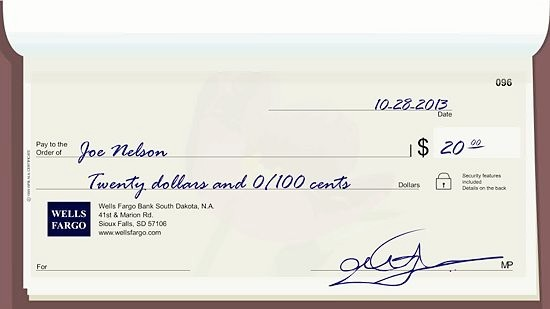 096
10-28-2013
Date
Pay to the
Order of
Joe Nelson
$ 20 00
Twenty dollars and 0/100 cents
Dollars
Security features
included
Details on the back
WELLS
FARGO
Wells Fargo Bank South Dakota, N.A.
41st & Marion Rd.
Sioux Falls, SD 57106
www.wellsfargo.com
For
MP